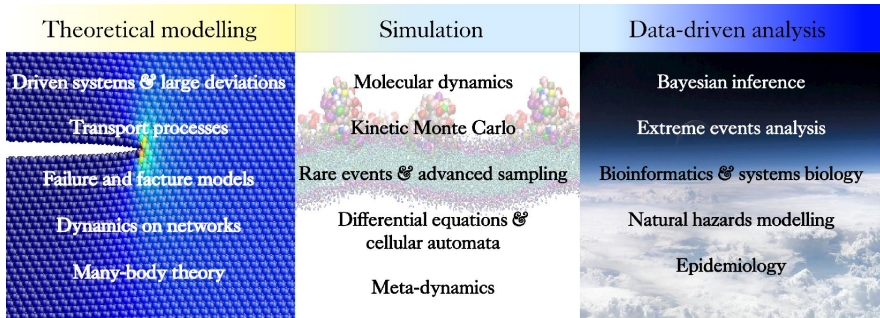 Theoretical modelling
Driven systems & large deviations
Transport processes
Failure and facture models
Dynamics on networks
Many-body theory
Simulation
Molecular dynamics
Kinetic Monte Carlo
Rare events & advanced sampling
Differential equations &
cellular automata
Meta-dynamics
Data-driven analysis
Bayesian inference
Extreme events analysis
Bioinformatics & systems biology
Natural hazards modelling
Epidemiology